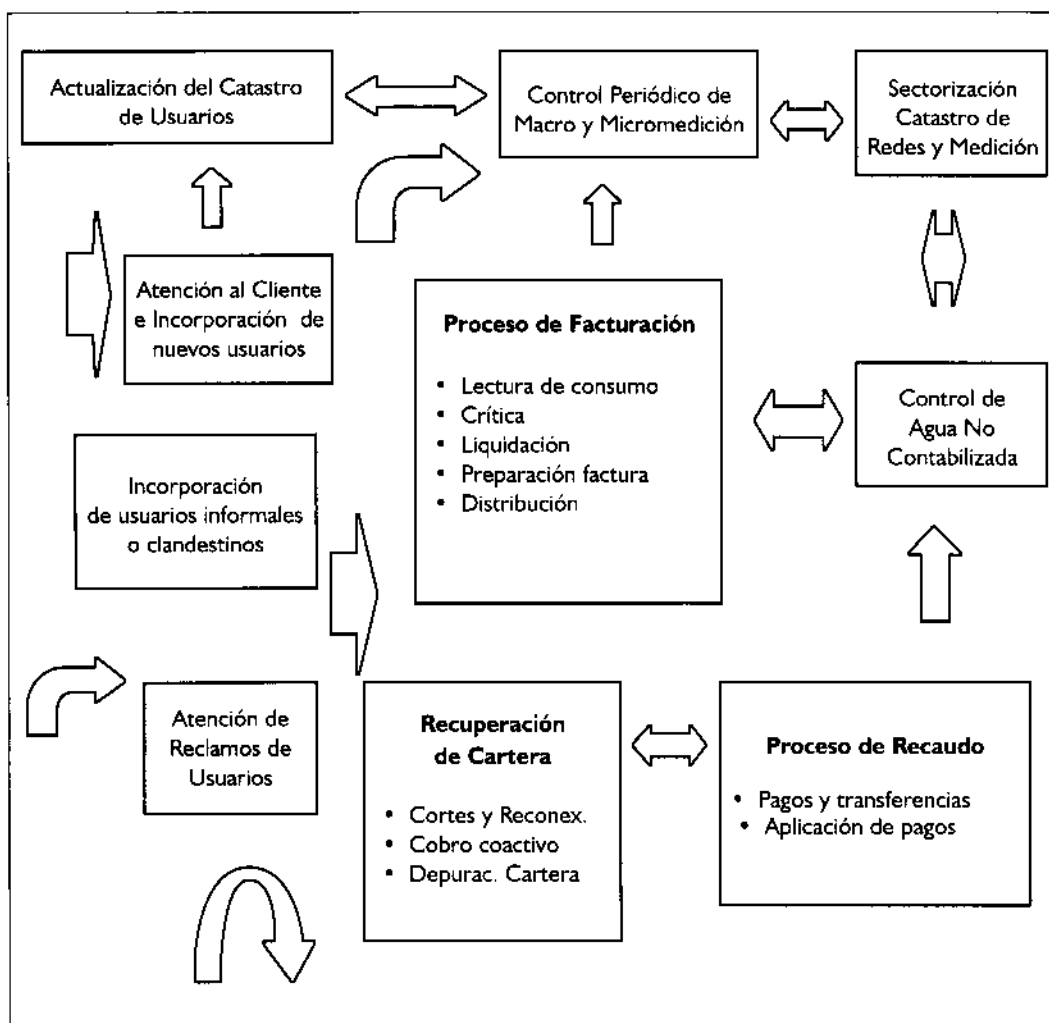 Actualización del Catastro
de Usuarios
Control Periódico de
Macro y Micromedición
Sectorización
Catastro de
Redes y Medición
Atención al Cliente
e Incorporación de
nuevos usuarios
Proceso de Facturación
• Lectura de consumo
• Crítica
• Liquidación
• Preparación factura
• Distribución
Control de
Agua No
Contabilizada
Incorporación
de usuarios informales
o clandestinos
Atención de
Reclamos de
Usuarios
Recuperación
de Cartera
• Cortes y Reconex.
• Cobro coactivo
• Depurac. Cartera
Proceso de Recaudo
• Pagos y transferencias
• Aplicación de pagos